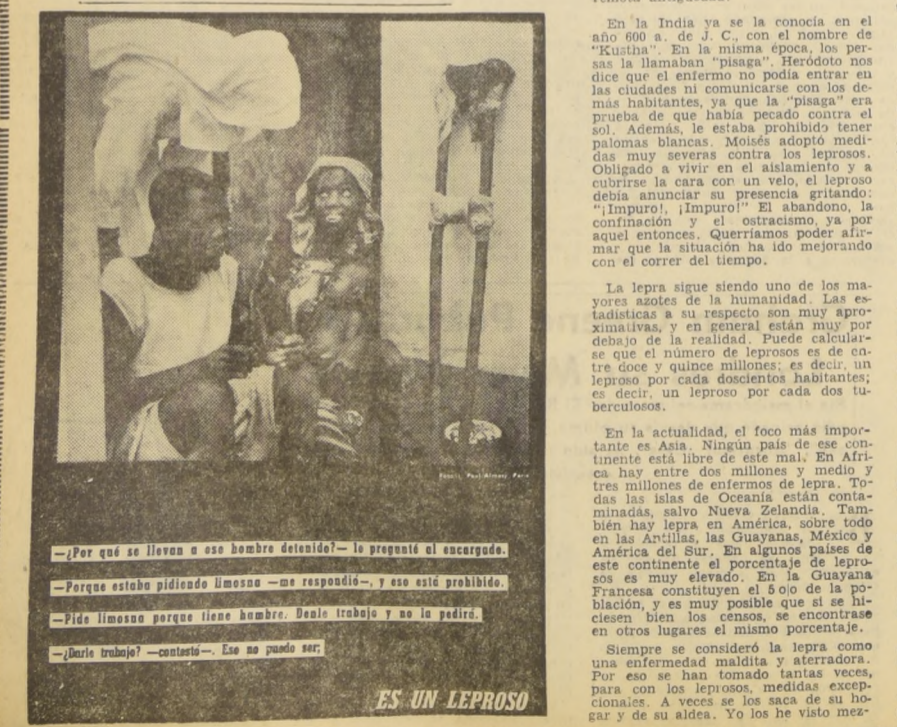 —¿Por qué se llevan a ese hombre detenido?— le pregunté al encargado.
—Porque estaba pidiendo limosna —me respondió—, y eso está prohibido.
—Pide limosna porque tiene hambre. Denle trabajo y no la pedirá.
—¿Darle trabajo? —contestó—. Eso no puede ser;
ES UN LEPROSO
En la India ya se la conocía en el
año 600 a. de J. C., con el nombre de
"Kustha". En la misma época, los per-
sas la llamaban "pisaga". Heródoto nos
dice que el enfermo no podía entrar en
las ciudades ni comunicarse con los de-
más habitantes, ya que la "pisaga" era
prueba de que había pecado contra el
sol. Además, le estaba prohibido tener
palomas blancas. Moisés adoptó medi-
das muy severas contra los leprosos.
Obligado a vivir en el aislamiento y a
cubrirse la cara con un velo, el leproso
debía anunciar su presencia gritando:
"¡Impuro!, ¡Impuro!" El abandono, la
confinación y el ostracismo, ya por
aquel entonces. Querríamos poder afir-
mar que la situación ha ido mejorando
con el correr del tiempo.
La lepra sigue siendo uno de los ma-
yores azotes de la humanidad. Las es-
tadísticas a su respecto son muy apro-
ximativas, y en general están muy por
debajo de la realidad. Puede calcular-
se que el número de leprosos es de en-
tre doce y quince millones; es decir, un
leproso por cada doscientos habitantes;
es decir, un leproso por cada dos tu-
berculosos.
En la actualidad, el foco más impor-
tante es Asia. Ningún país de ese con-
tinente está libre de este mal. En Afri-
ca hay entre dos millones y medio y
tres millones de enfermos de lepra. To-
das las islas de Oceanía están conta-
minadas, salvo Nueva Zelandia. Tam-
bién hay lepra en América, sobre todo
en las Antillas, las Guayanas, México y
América del Sur. En algunos países de
este continente el porcentaje de lepro-
sos es muy elevado. En la Guayana
Francesa constituyen el 5 o|o de la po-
blación, y es muy posible que si se hi-
ciesen bien los censos, se encontrase
en otros lugares el mismo porcentaje.
Siempre se consideró la lepra como
una enfermedad maldita y aterradora.
Por eso se han tomado tantas veces,
para con los leprosos, medidas excep-
cionales. A veces se los saca de su ho-
gar y de su aldea. Yo los he visto mez-